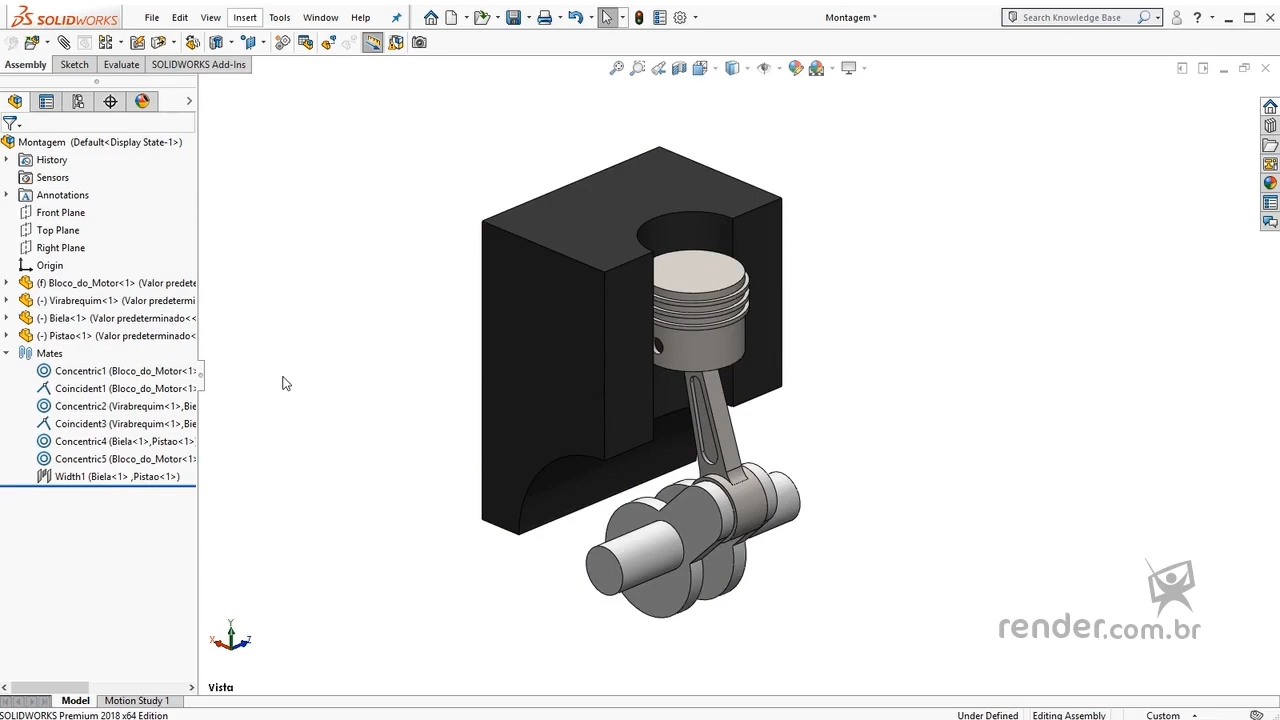 SOLIDWORKS File Edit View Insert Tools Window Help Montagem * Search Knowledge Base
Assembly Sketch Evaluate SOLIDWORKS Add-Ins
Montagem (Default<Display State-1>)
History
Sensors
Annotations
Front Plane
Top Plane
Right Plane
Origin
(f) Bloco_do_Motor<1> (Valor predete
(-) Virabrequim<1> (Valor predetermi
(-) Biela<1> (Valor predeterminado<<
(-) Pistao<1> (Valor predeterminado<
Mates
Concentric1 (Bloco_do_Motor<1>
Coincident1 (Bloco_do_Motor<1>
Concentric2 (Virabrequim<1>,Bie
Coincident3 (Virabrequim<1>,Bie
Concentric4 (Biela<1>,Pistao<1>)
Concentric5 (Bloco_do_Motor<1>
Width1 (Biela<1> ,Pistao<1>)
render.com.br
Y
X Z
Vista
Model Motion Study 1
SOLIDWORKS Premium 2018 x64 Edition Under Defined Editing Assembly Custom